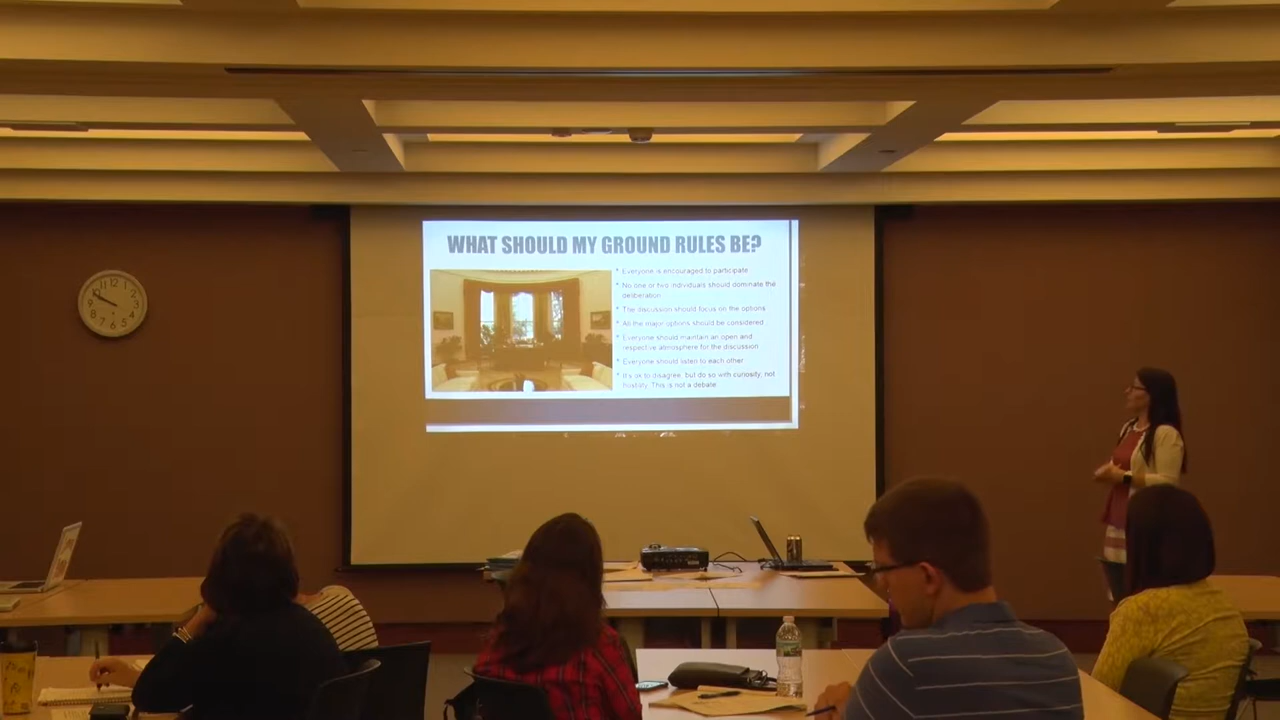 WHAT SHOULD MY GROUND RULES BE?
* Everyone is encouraged to participate
* No one or two individuals should dominate the
deliberation
* The discussion should focus on the options
* All the major options should be considered
* Everyone should maintain an open and
respective atmosphere for the discussion
* Everyone should listen to each other
* It's ok to disagree, but do so with curiosity, not
hostility. This is not a debate